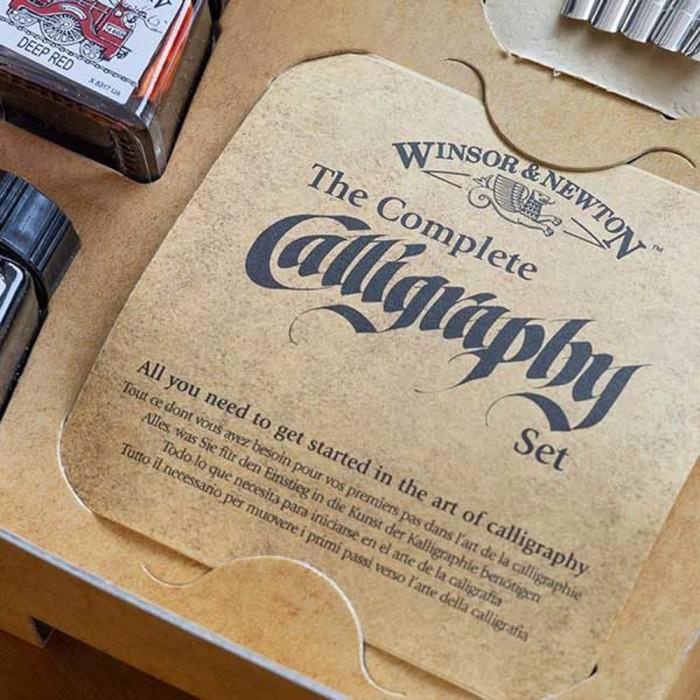 DEEP RED
X 8317 UA
WINSOR & NEWTON™
The Complete
Calligraphy
Set
All you need to get started in the art of calligraphy
Tout ce dont vous avez besoin pour vos premiers pas dans l'art de la calligraphie
Alles, was Sie für den Einstieg in die Kunst der Kalligraphie benötigen
Todo lo que necesita para iniciarse en el arte de la caligrafía
Tutto il necessario per muovere i primi passi verso l'arte della calligrafia